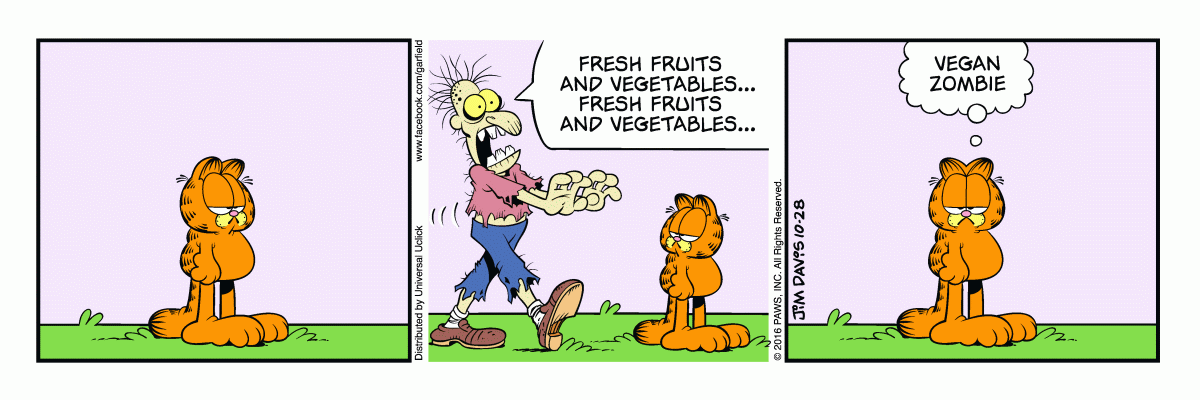 www.facebook.com/garfield
Distributed by Universal Uclick
FRESH FRUITS
AND VEGETABLES...
FRESH FRUITS
AND VEGETABLES...
© 2016 PAWS, INC. All Rights Reserved.
JIM DAVIS 10-28
VEGAN
ZOMBIE